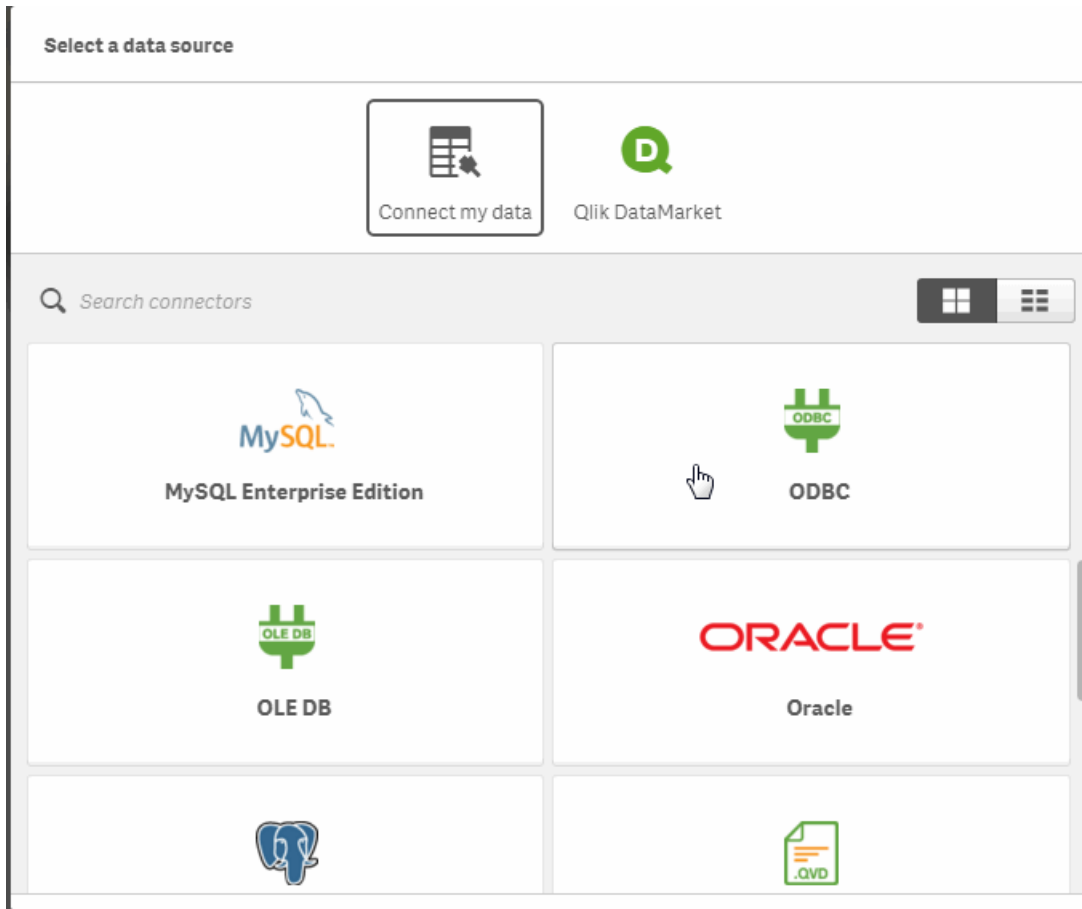 Select a data source
D
Connect my data
Qlik DataMarket
Search connectors
MySQL™
MySQL Enterprise Edition
ODBC
ODBC
OLE DB
OLE DB
ORACLE®
Oracle
.QVD